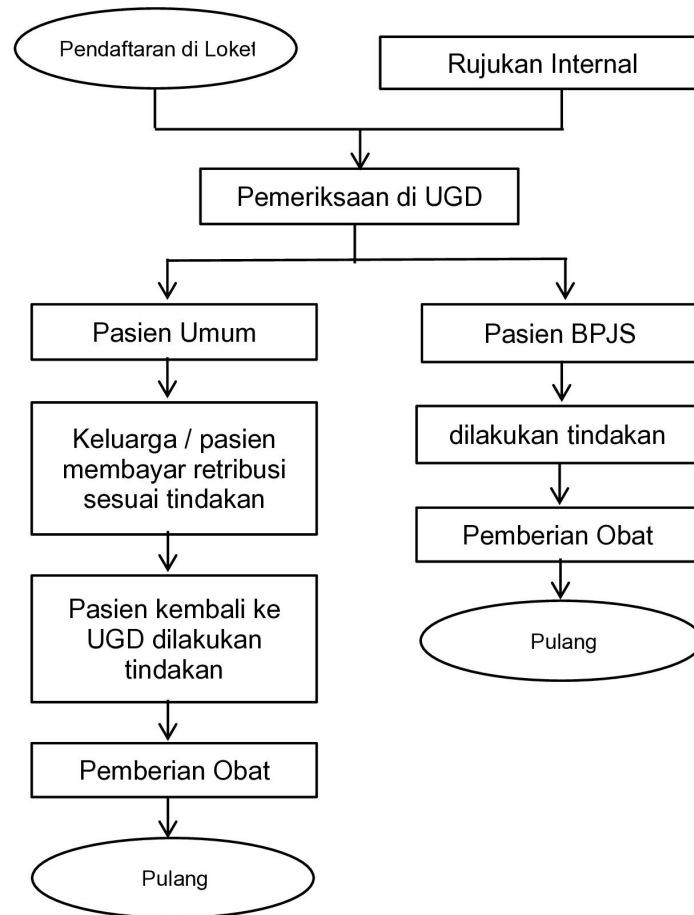 Pendaftaran di Loket
Rujukan Internal
Pemeriksaan di UGD
Pasien Umum
Pasien BPJS
Keluarga / pasien
membayar retribusi
sesuai tindakan
dilakukan tindakan
Pemberian Obat
Pasien kembali ke
UGD dilakukan
tindakan
Pulang
Pemberian Obat
Pulang